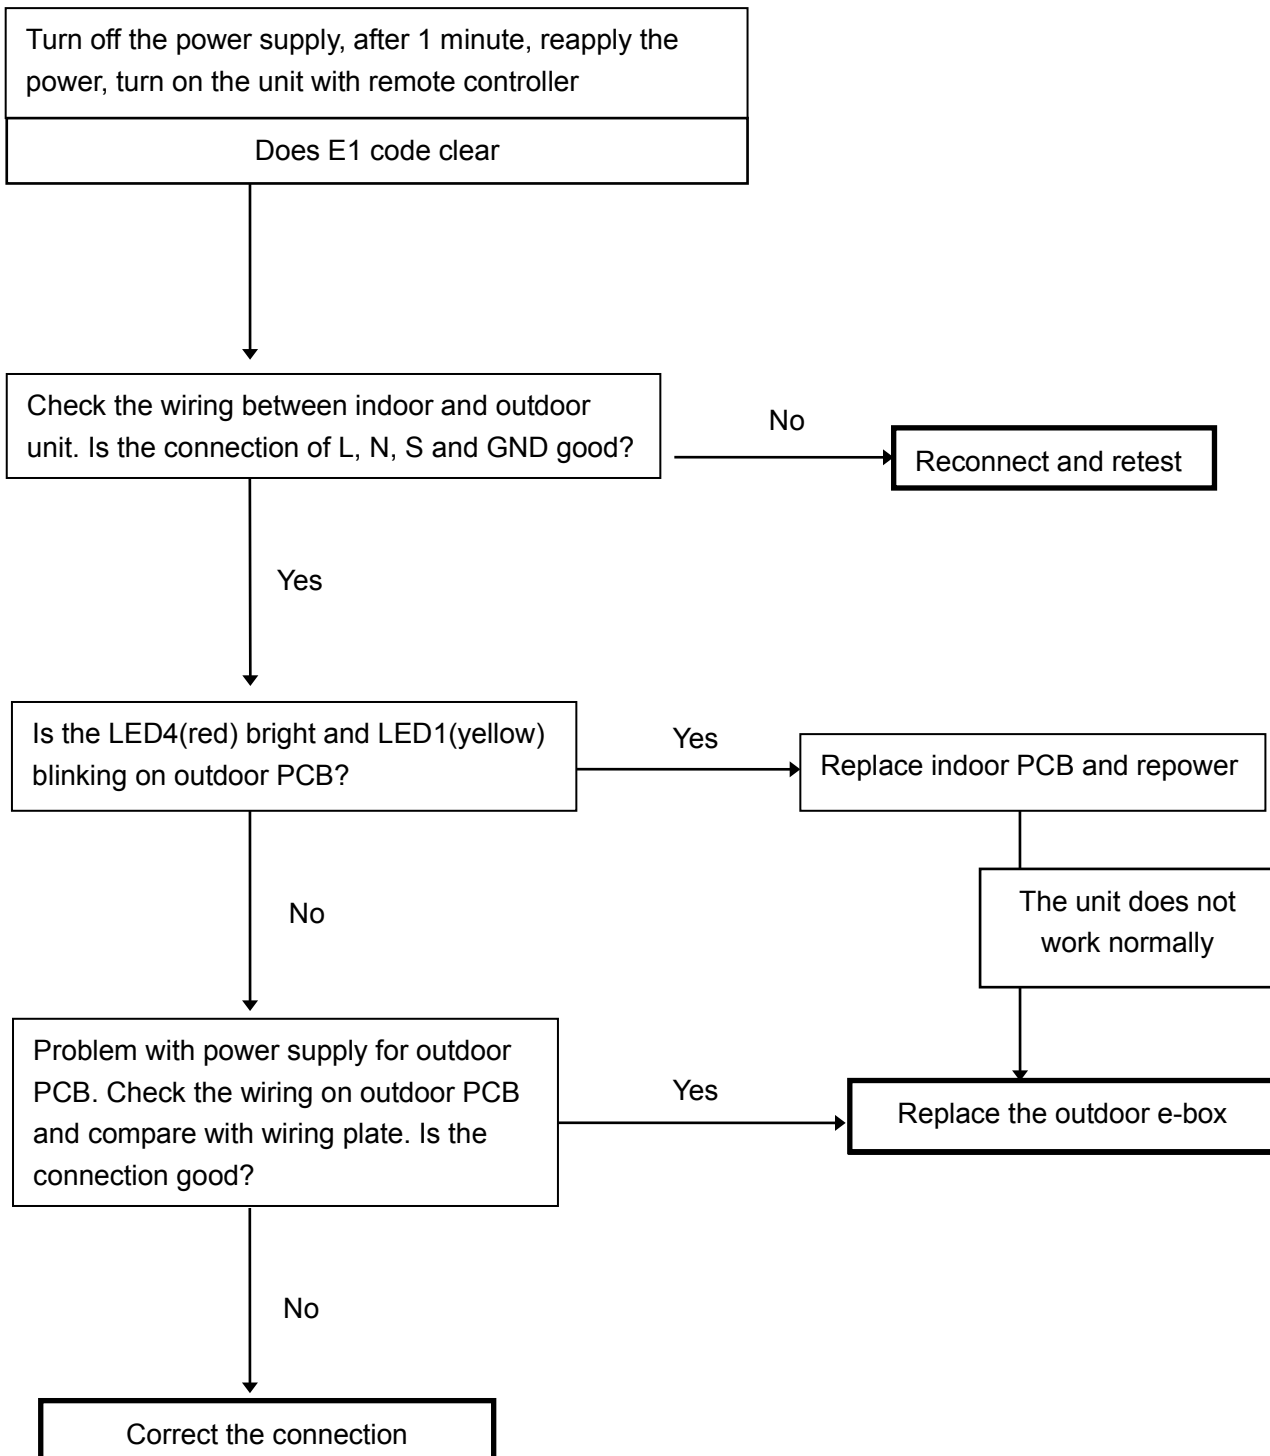 Turn off the power supply, after 1 minute, reapply the
power, turn on the unit with remote controller
Does E1 code clear
Check the wiring between indoor and outdoor
unit. Is the connection of L, N, S and GND good?
No
Reconnect and retest
Yes
Is the LED4(red) bright and LED1(yellow)
blinking on outdoor PCB?
Yes
Replace indoor PCB and repower
The unit does not
work normally
No
Problem with power supply for outdoor
PCB. Check the wiring on outdoor PCB
and compare with wiring plate. Is the
connection good?
Yes
Replace the outdoor e-box
No
Correct the connection